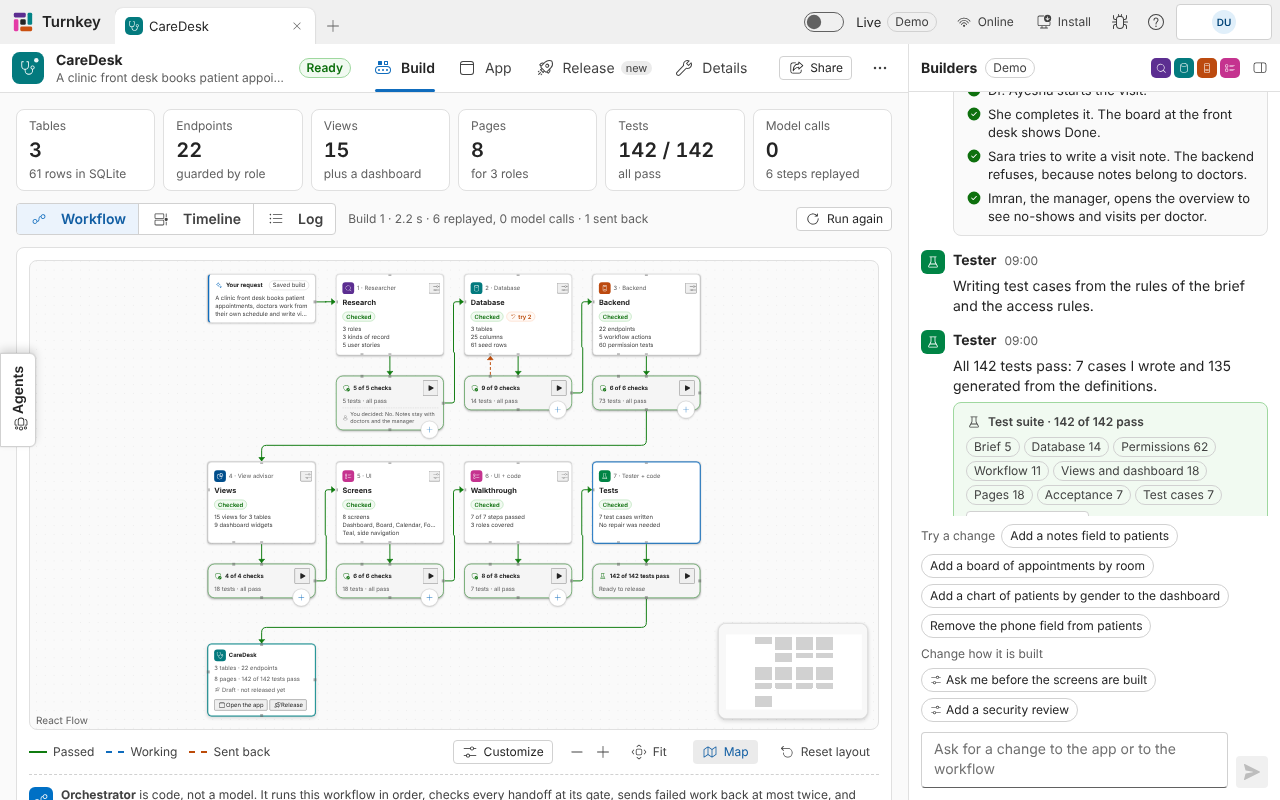 Turnkey
CareDesk
Live
Demo
Online
Install
DU
CareDesk
A clinic front desk books patient appoi...
Ready
Build
App
Release new
Details
Share
Builders Demo
Tables
3
61 rows in SQLite
Endpoints
22
guarded by role
Views
15
plus a dashboard
Pages
8
for 3 roles
Tests
142 / 142
all pass
Model calls
0
6 steps replayed
Workflow
Timeline
Log
Build 1 · 2.2 s · 6 replayed, 0 model calls · 1 sent back
Run again
Agents
Your request Saved build
A clinic front desk books patient
appointments, doctors work from
their own schedule and write vi...
1 · Researcher
Research
Checked
3 roles
3 kinds of record
5 user stories
2 · Database
Database
Checked try 2
3 tables
25 columns
61 seed rows
3 · Backend
Backend
Checked
22 endpoints
5 workflow actions
60 permission tests
5 of 5 checks
5 tests · all pass
You decided: No. Notes stay with
doctors and the manager
9 of 9 checks
14 tests · all pass
6 of 6 checks
73 tests · all pass
4 · View advisor
Views
Checked
15 views for 3 tables
9 dashboard widgets
5 · UI
Screens
Checked
8 screens
Dashboard, Board, Calendar, Fo...
Teal, side navigation
6 · UI + code
Walkthrough
Checked
7 of 7 steps passed
3 roles covered
7 · Tester + code
Tests
Checked
7 test cases written
No repair was needed
4 of 4 checks
18 tests · all pass
6 of 6 checks
18 tests · all pass
8 of 8 checks
7 tests · all pass
142 of 142 tests pass
Ready to release
CareDesk
3 tables · 22 endpoints
8 pages · 142 of 142 tests pass
Draft · not released yet
Open the app
Release
React Flow
Passed
Working
Sent back
Customize
Fit
Map
Reset layout
Orchestrator is code, not a model. It runs this workflow in order, checks every handoff at its gate, sends failed work back at most twice, and
Dr. Ayesha starts the visit.
She completes it. The board at the front
desk shows Done.
Sara tries to write a visit note. The backend
refuses, because notes belong to doctors.
Imran, the manager, opens the overview to
see no-shows and visits per doctor.
Tester 09:00
Writing test cases from the rules of the brief
and the access rules.
Tester 09:00
All 142 tests pass: 7 cases I wrote and 135
generated from the definitions.
Test suite · 142 of 142 pass
Brief 5
Database 14
Permissions 62
Workflow 11
Views and dashboard 18
Pages 18
Acceptance 7
Test cases 7
Try a change
Add a notes field to patients
Add a board of appointments by room
Add a chart of patients by gender to the dashboard
Remove the phone field from patients
Change how it is built
Ask me before the screens are built
Add a security review
Ask for a change to the app or to the
workflow